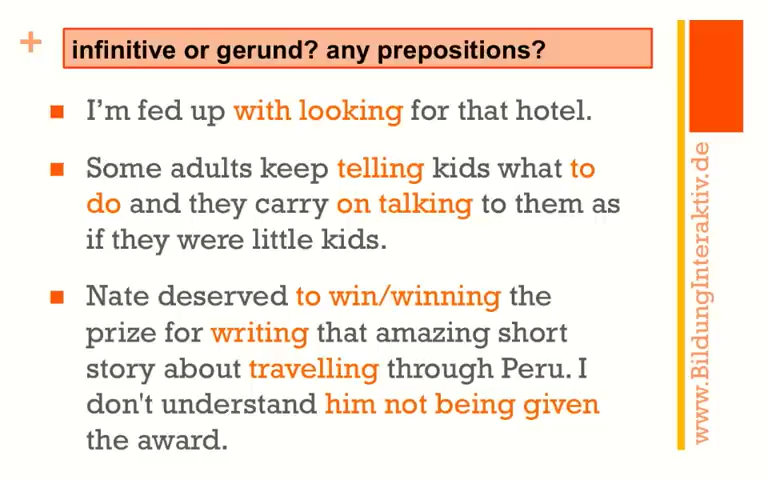 +
infinitive or gerund? any prepositions?
I'm fed up with looking for that hotel.
Some adults keep telling kids what to
do and they carry on talking to them as
if they were little kids.
Nate deserved to win/winning the
prize for writing that amazing short
story about travelling through Peru. I
don't understand him not being given
the award.
www.BildungInteraktiv.de